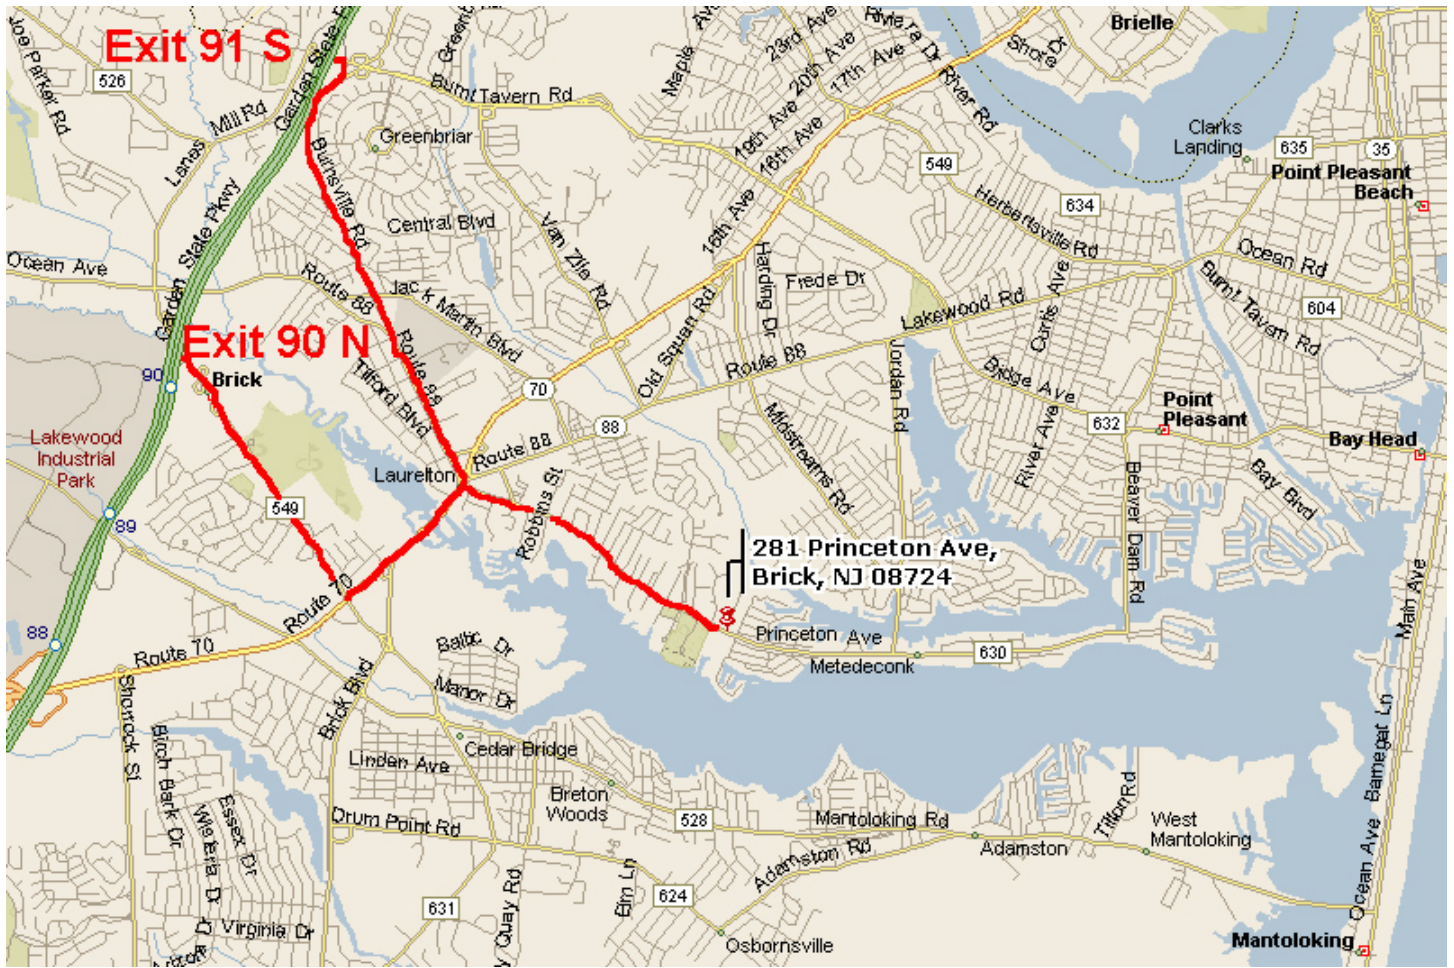 Exit 91 S
Brielle
Joe Parker Rd
526
Mill Rd
Lanes
Garden State P
Burnt Tavern Rd
Greenbriar
Maple Ave
23rd Ave
20th Ave
17th Ave
19th Ave
16th Ave
Riviera Dr
River Rd
Shore Dr
549
Clarks
Landing
635
35
Point Pleasant
Beach
634
Herbertsville Rd
Burnsville Rd
Central Blvd
Van Zile Rd
16th Ave
Harding Dr
Frede Dr
Ocean Ave
Garden State Pkwy
Route 88
Jack Martin Blvd
Old Squan Rd
Lakewood Rd
Curtis Ave
Ocean Rd
604
Burnt Tavern Rd
Exit 90 N
90
Brick
Route 88
Tilford Blvd
70
Route 88
Jordan Rd
Bridge Ave
632
Point
Pleasant
Bay Head
Lakewood
Industrial
Park
Laurelton
Route 88
88
Midstreams Rd
River Ave
Bay Blvd
Beaver Dam Rd
549
89
Robbins St
281 Princeton Ave,
Brick, NJ 08724
88
Route 70
Route 70
Princeton Ave
630
Metedeconk
Main Ave
Baltic Dr
Manor Dr
Brick Blvd
Shorrock St
Birch Bark Dr
Wisteria Dr
Essex Dr
Cedar Bridge
Linden Ave
Breton
Woods
528
Mantoloking Rd
Tilton Rd
West
Mantoloking
Adamston
Adamston Rd
Drum Point Rd
Elm Ln
624
631
Quay Rd
Virginia Dr
Osbornsville
Ocean Ave
Barnegat Ln
Mantoloking